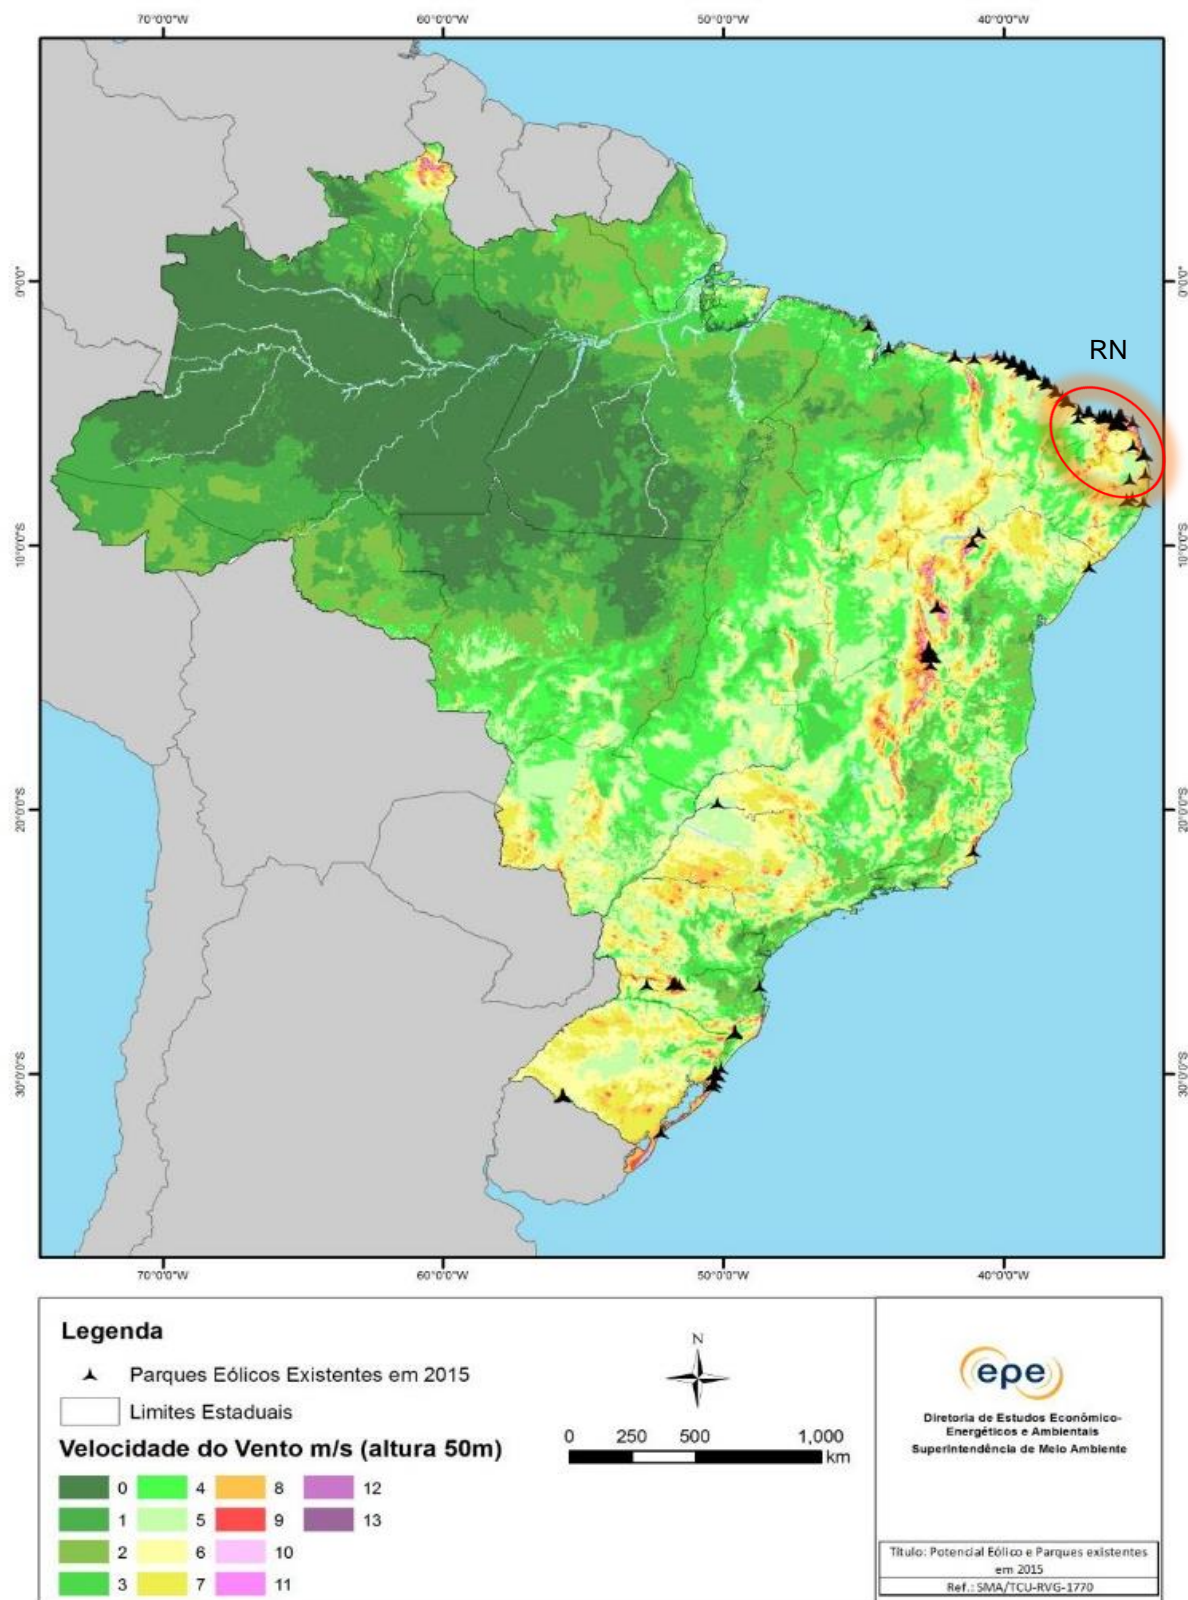 70°0'0"W 60°0'0"W 50°0'0"W 40°0'0"W
0°0'0" 0°0'0"
RN
10°0'0"S 10°0'0"S
20°0'0"S 20°0'0"S
30°0'0"S 30°0'0"S
70°0'0"W 60°0'0"W 50°0'0"W 40°0'0"W
Legenda
Parques Eólicos Existentes em 2015
Limites Estaduais
Velocidade do Vento m/s (altura 50m)
0 4 8 12
1 5 9 13
2 6 10
3 7 11
N
0 250 500 1,000
km
epe
Diretoria de Estudos Econômico-
Energéticos e Ambientais
Superintendência de Meio Ambiente
Título: Potencial Eólico e Parques existentes
em 2015
Ref.: SMA/TCU-RVG-1770